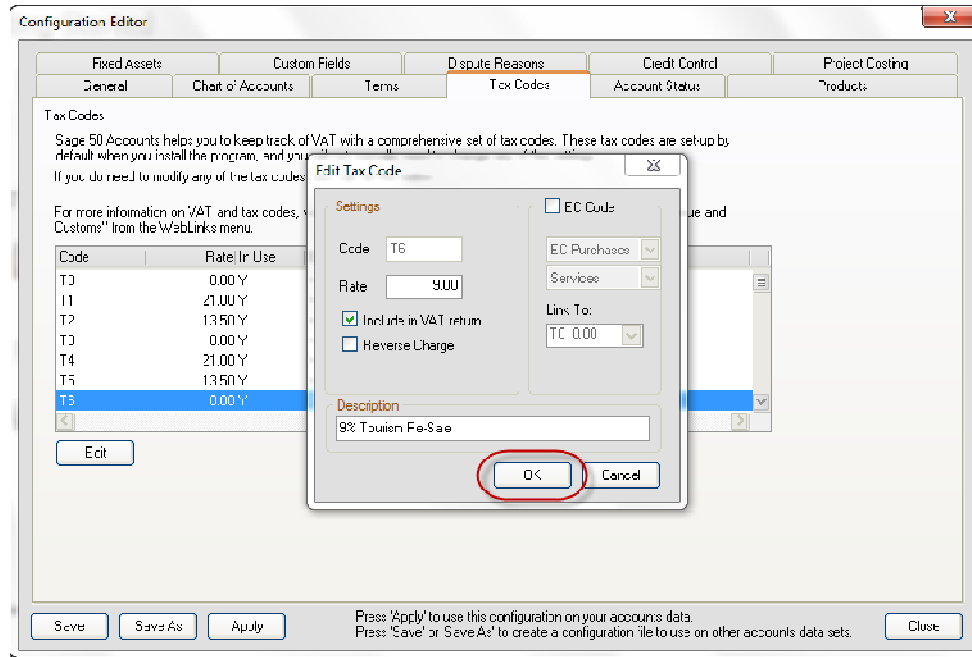 Configuration Editor
Fixed Assets
Custom Fields
Dispute Reasons
Credit Control
Project Costing
General
Chart of Accounts
Terms
Tax Codes
Account Status
Products
Tax Codes
Sage 50 Accounts helps you to keep track of VAT with a comprehensive set of tax codes. These tax codes are set-up by
default when you install the program, and you
If you do need to modify any of the tax codes
For more information on VAT and tax codes, ue and
Customs" from the WebLinks menu.
Code Rate In Use
T0 0.00 Y
T1 21.00 Y
T2 13.50 Y
T3 0.00 Y
T4 21.00 Y
T5 13.50 Y
T6 0.00 Y
Edit
Edit Tax Code
Settings
Code T6
Rate 9.00
Include in VAT return
Reverse Charge
EC Code
EC Purchases
Services
Link To:
T0 0.00
Description
9% Tourism Re-Sale
OK
Cancel
Save
Save As
Apply
Press 'Apply' to use this configuration on your accounts data.
Press 'Save' or 'Save As' to create a configuration file to use on other accounts data sets.
Close